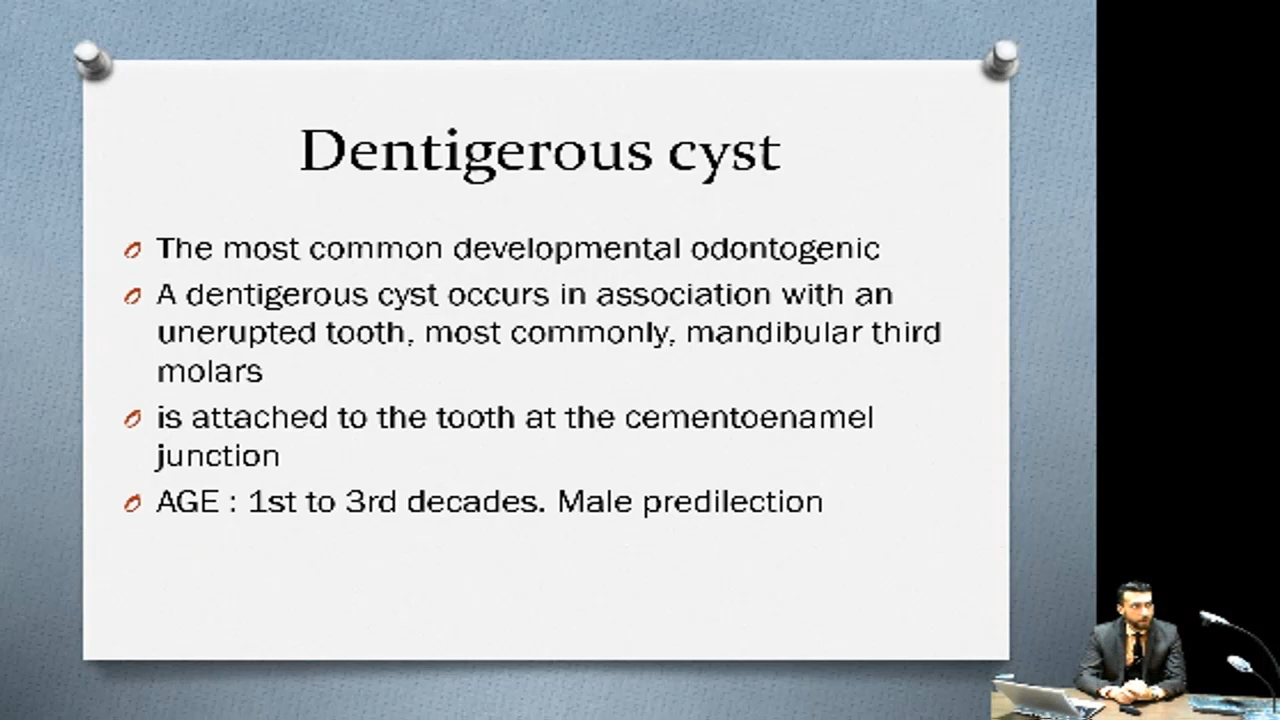 Dentigerous cyst
The most common developmental odontogenic
A dentigerous cyst occurs in association with an
unerupted tooth, most commonly, mandibular third
molars
is attached to the tooth at the cementoenamel
junction
AGE : 1st to 3rd decades. Male predilection